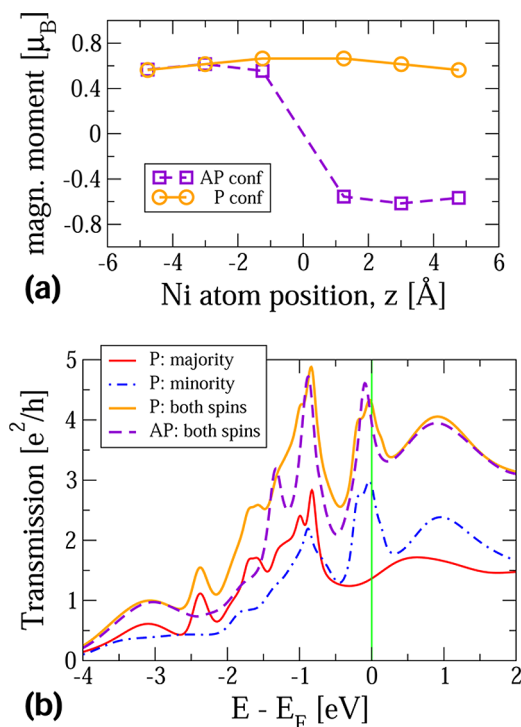 magn. moment [μB]
0.8
0.4
0
-0.4
-0.8
AP conf
P conf
-6 -4 -2 0 2 4 6
(a)
Ni atom position, z [Å]
Transmission [e²/h]
5
4
3
2
1
0
P: majority
P: minority
P: both spins
AP: both spins
-4 -3 -2 -1 0 1 2
(b)
E - EF [eV]